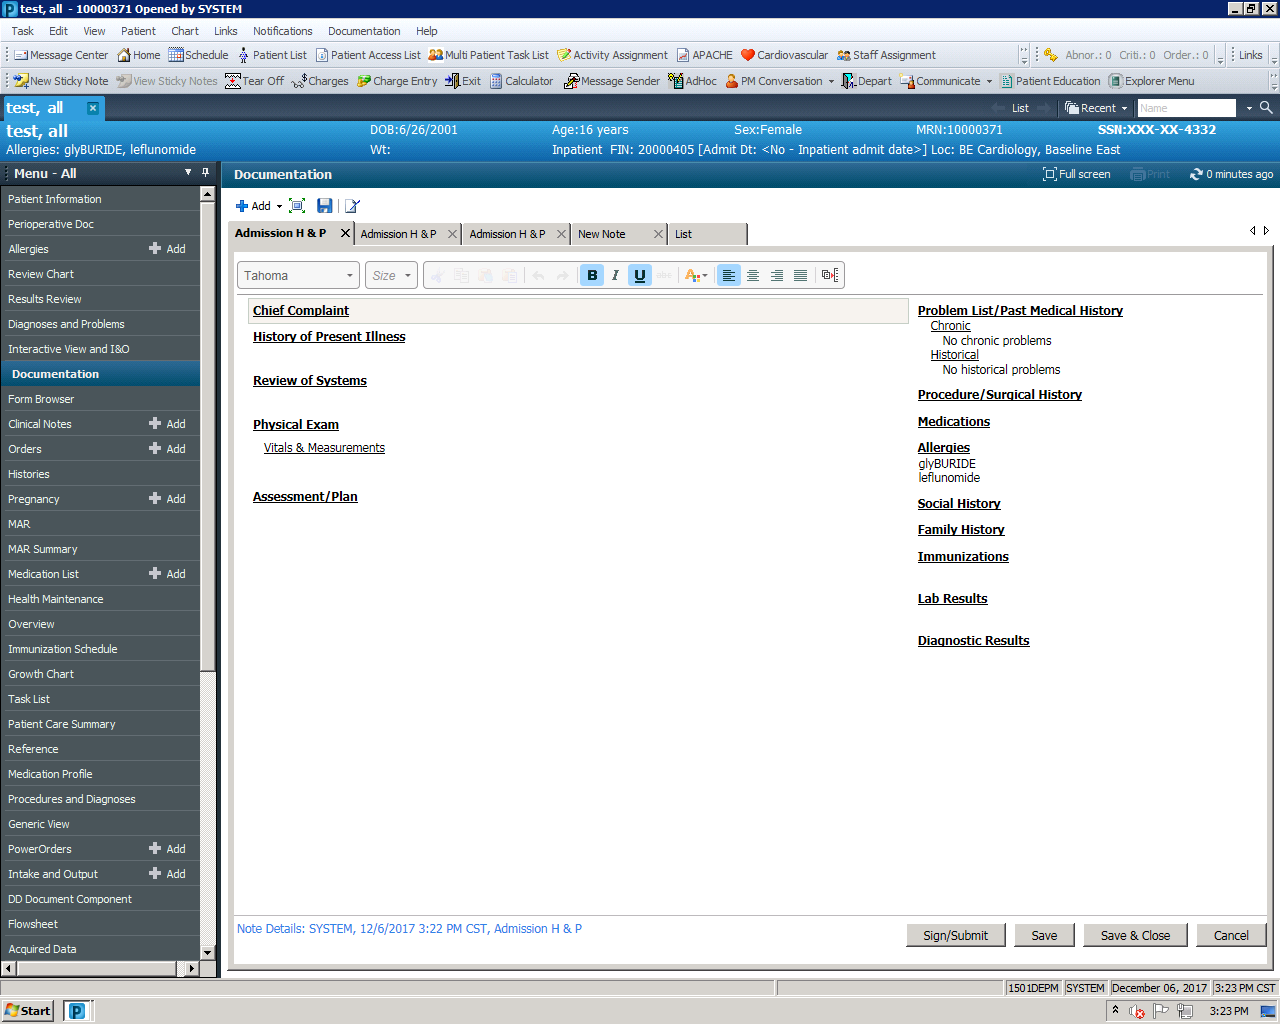 test, all - 10000371 Opened by SYSTEM
Task Edit View Patient Chart Links Notifications Documentation Help
Message Center Home Schedule Patient List Patient Access List Multi Patient Task List Activity Assignment APACHE Cardiovascular Staff Assignment Abnor.: 0 Criti.: 0 Order.: 0 Links
New Sticky Note View Sticky Notes Tear Off Charges Charge Entry Exit Calculator Message Sender AdHoc PM Conversation Depart Communicate Patient Education Explorer Menu
test, all List Recent Name
test, all DOB:6/26/2001 Age:16 years Sex:Female MRN:10000371 SSN:XXX-XX-4332
Allergies: glyBURIDE, leflunomide Wt: Inpatient FIN: 20000405 [Admit Dt: <No - Inpatient admit date>] Loc: BE Cardiology, Baseline East
Menu - All
Patient Information
Perioperative Doc
Allergies Add
Review Chart
Results Review
Diagnoses and Problems
Interactive View and I&O
Documentation
Form Browser
Clinical Notes Add
Orders Add
Histories
Pregnancy Add
MAR
MAR Summary
Medication List Add
Health Maintenance
Overview
Immunization Schedule
Growth Chart
Task List
Patient Care Summary
Reference
Medication Profile
Procedures and Diagnoses
Generic View
PowerOrders Add
Intake and Output Add
DD Document Component
Flowsheet
Acquired Data
Documentation Full screen Print 0 minutes ago
Add
Admission H & P Admission H & P Admission H & P New Note List
Tahoma Size B I U A
Chief Complaint
History of Present Illness
Review of Systems
Physical Exam
Vitals & Measurements
Assessment/Plan
Problem List/Past Medical History
Chronic
No chronic problems
Historical
No historical problems
Procedure/Surgical History
Medications
Allergies
glyBURIDE
leflunomide
Social History
Family History
Immunizations
Lab Results
Diagnostic Results
Note Details: SYSTEM, 12/6/2017 3:22 PM CST, Admission H & P
Sign/Submit Save Save & Close Cancel
1501DEPM SYSTEM December 06, 2017 3:23 PM CST
Start 3:23 PM